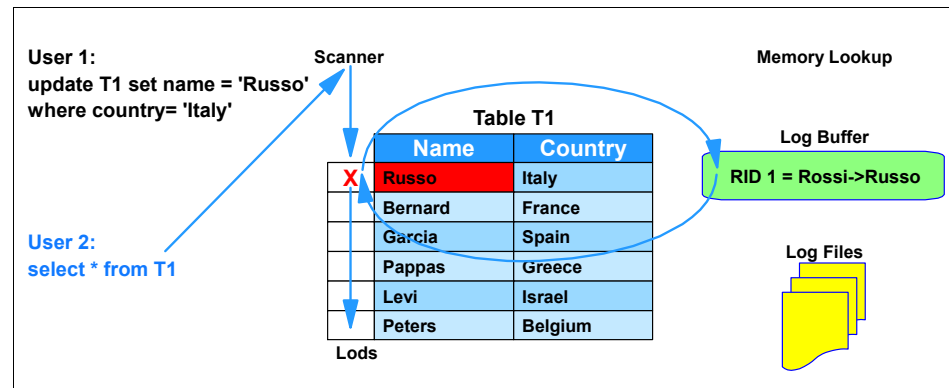 User 1:
update T1 set name = 'Russo'
where country= 'Italy'
Scanner
Memory Lookup
Table T1
Name Country
X Russo Italy
Bernard France
Garcia Spain
Pappas Greece
Levi Israel
Peters Belgium
Lods
Log Buffer
RID 1 = Rossi->Russo
User 2:
select * from T1
Log Files